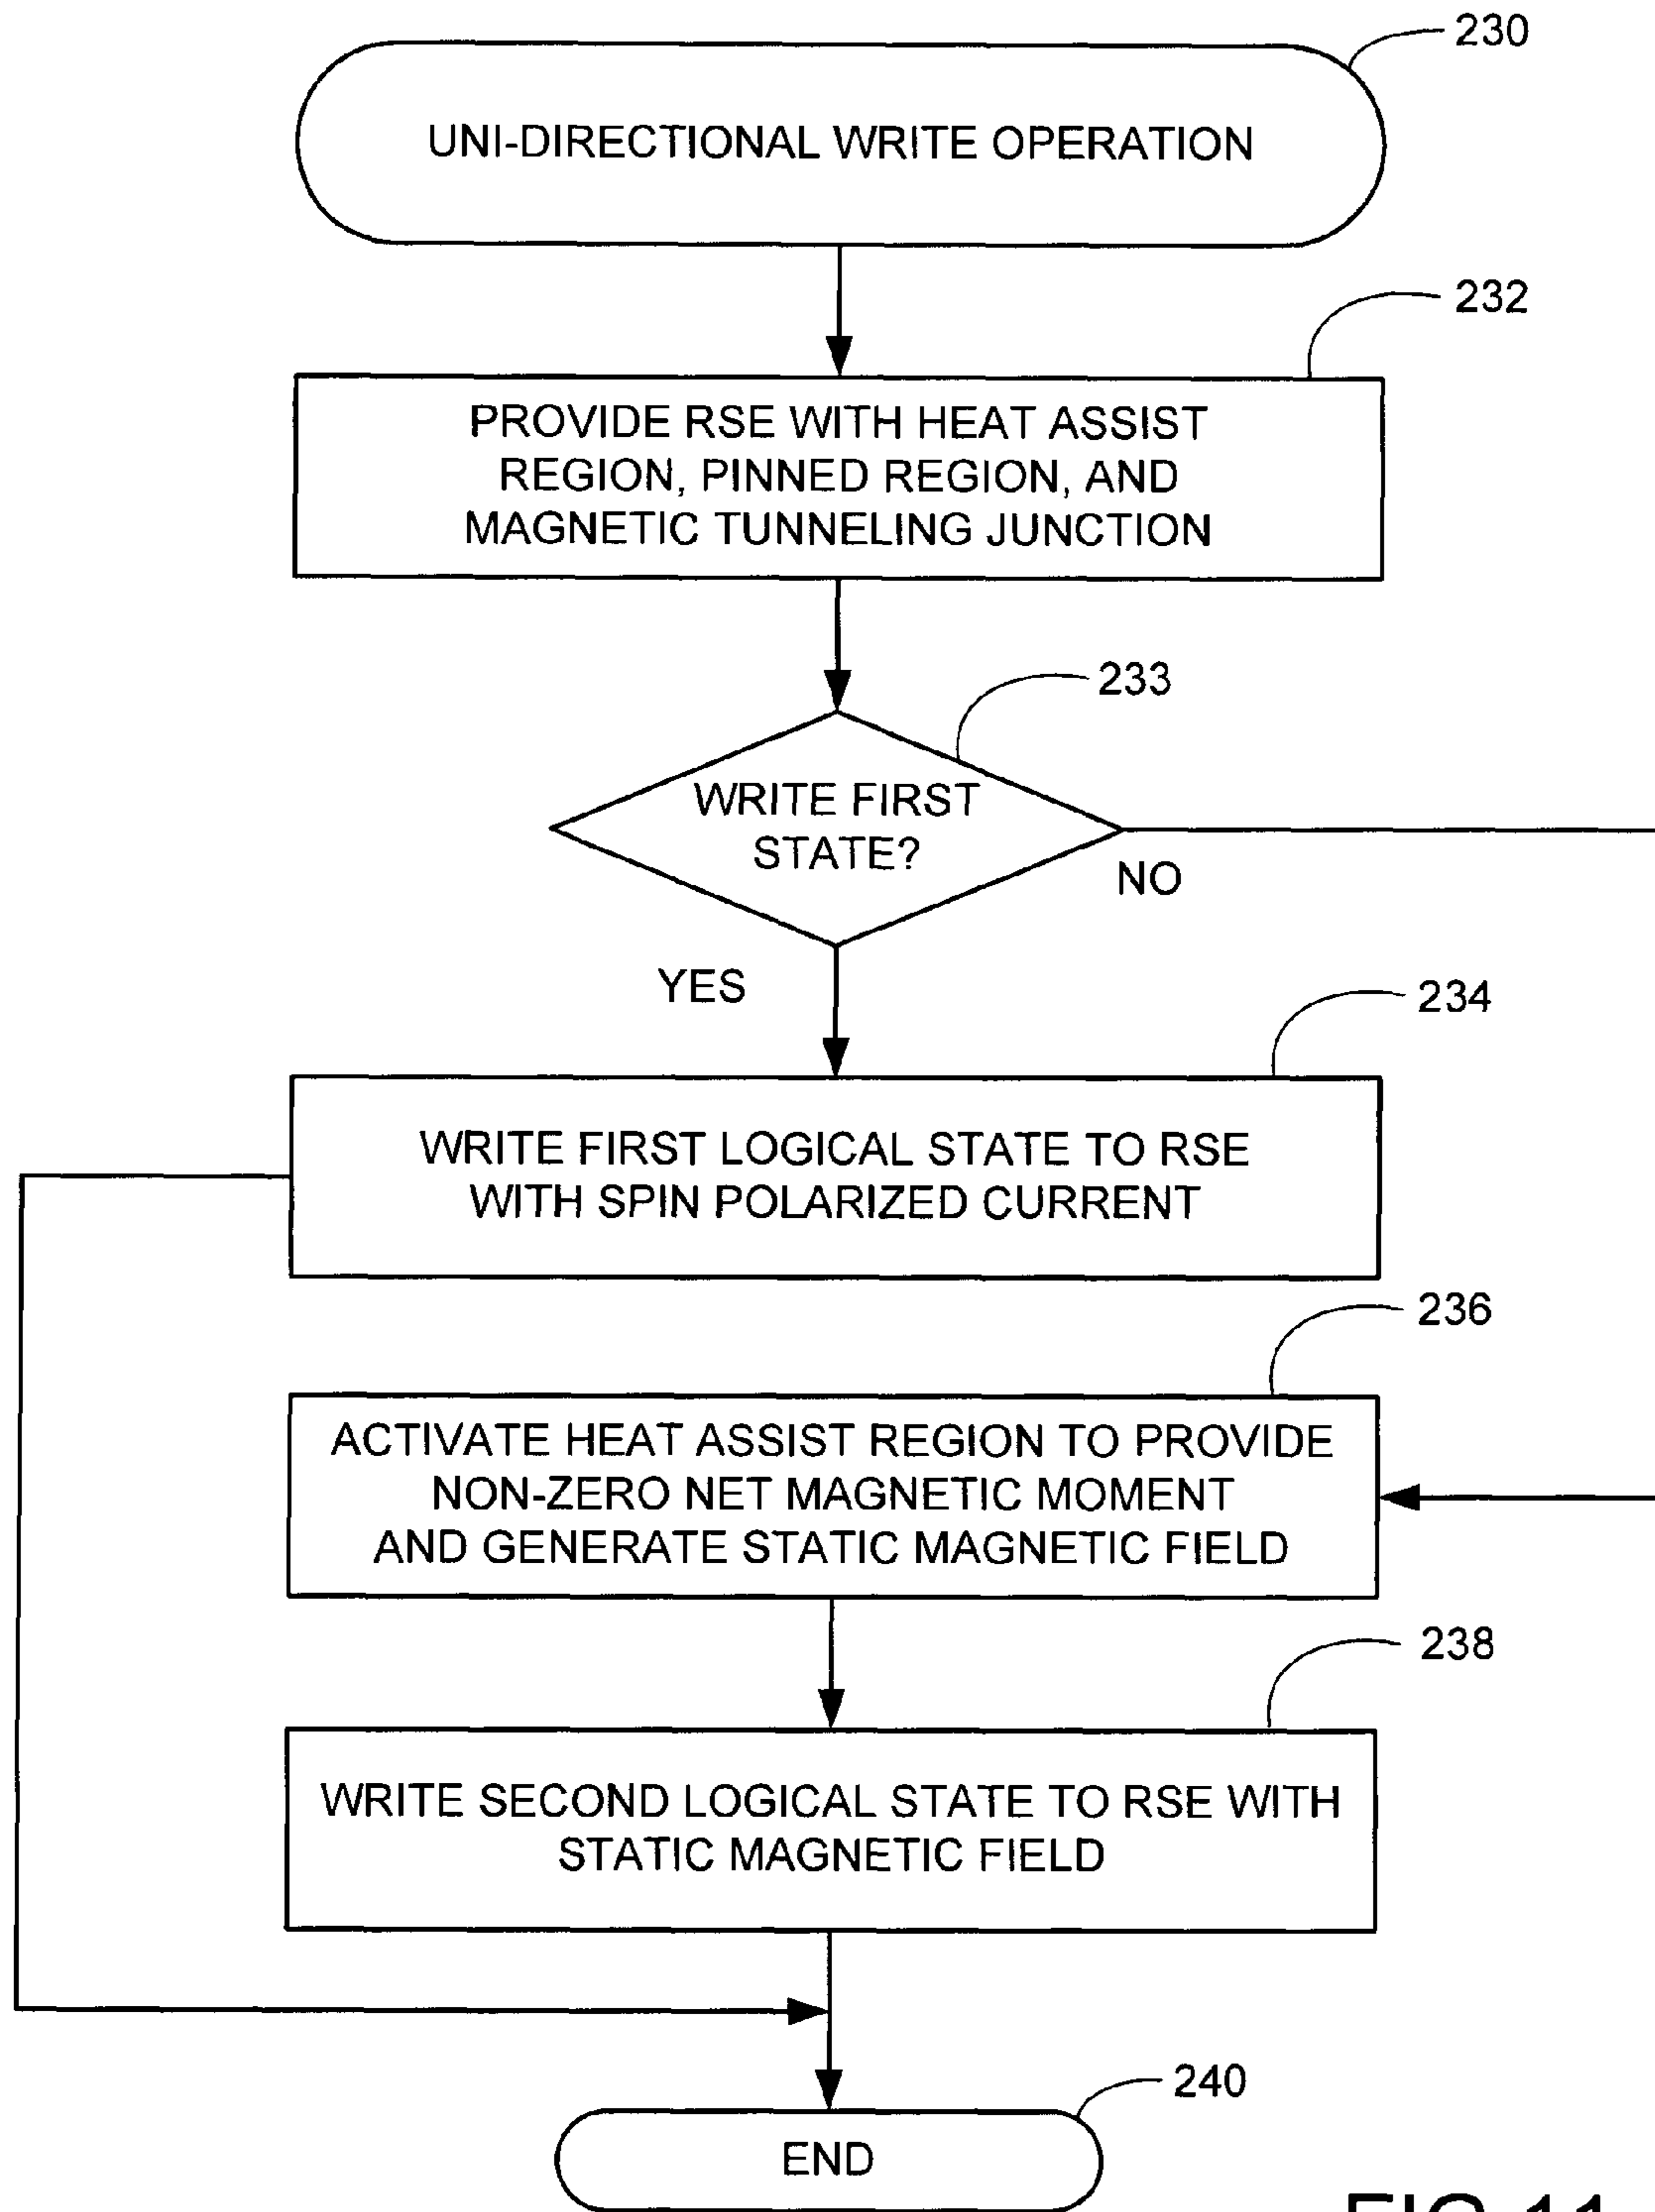 230
UNI-DIRECTIONAL WRITE OPERATION
232
PROVIDE RSE WITH HEAT ASSIST
REGION, PINNED REGION, AND
MAGNETIC TUNNELING JUNCTION
233
WRITE FIRST
STATE?
NO
YES
234
WRITE FIRST LOGICAL STATE TO RSE
WITH SPIN POLARIZED CURRENT
236
ACTIVATE HEAT ASSIST REGION TO PROVIDE
NON-ZERO NET MAGNETIC MOMENT
AND GENERATE STATIC MAGNETIC FIELD
238
WRITE SECOND LOGICAL STATE TO RSE WITH
STATIC MAGNETIC FIELD
240
END